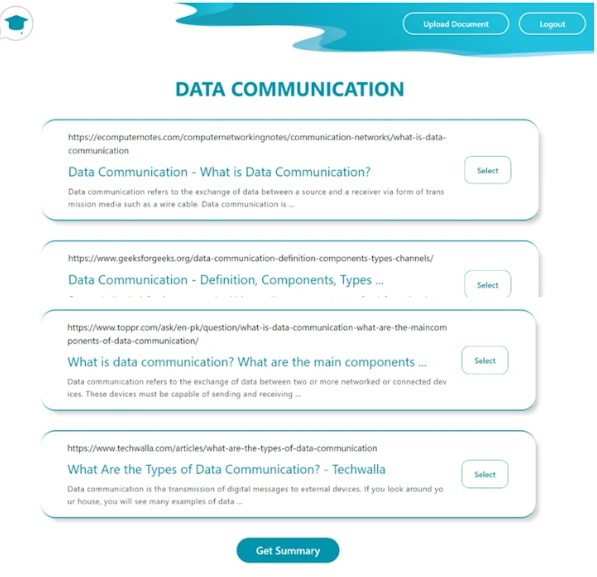 Upload Document
Logout
DATA COMMUNICATION
https://ecomputernotes.com/computernetworkingnotes/communication-networks/what-is-data-
communication
Data Communication - What is Data Communication?
Data communication refers to the exchange of data between a source and a receiver via form of trans
mission media such as a wire cable. Data communication is ...
Select
https://www.geeksforgeeks.org/data-communication-definition-components-types-channels/
Data Communication - Definition, Components, Types ...
Select
https://www.toppr.com/ask/en-pk/question/what-is-data-communication-what-are-the-maincom
ponents-of-data-communication/
What is data communication? What are the main components ...
Data communication refers to the exchange of data between two or more networked or connected dev
ices. These devices must be capable of sending and receiving ...
Select
https://www.techwalla.com/articles/what-are-the-types-of-data-communication
What Are the Types of Data Communication? - Techwalla
Data communication is the transmission of digital messages to external devices. If you look around yo
ur house, you will see many examples of data ...
Select
Get Summary